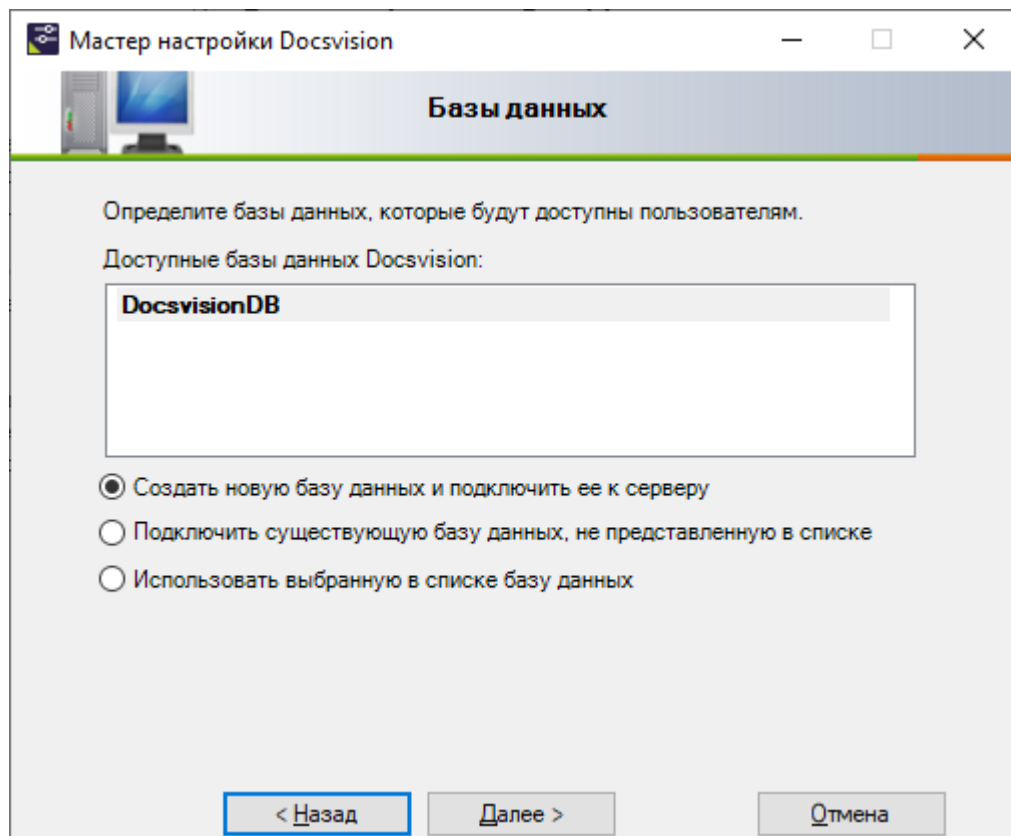 Мастер настройки Docsvision
Базы данных
Определите базы данных, которые будут доступны пользователям.
Доступные базы данных Docsvision:
DocsvisionDB
Создать новую базу данных и подключить ее к серверу
Подключить существующую базу данных, не представленную в списке
Использовать выбранную в списке базу данных
< Назад
Далее >
Отмена